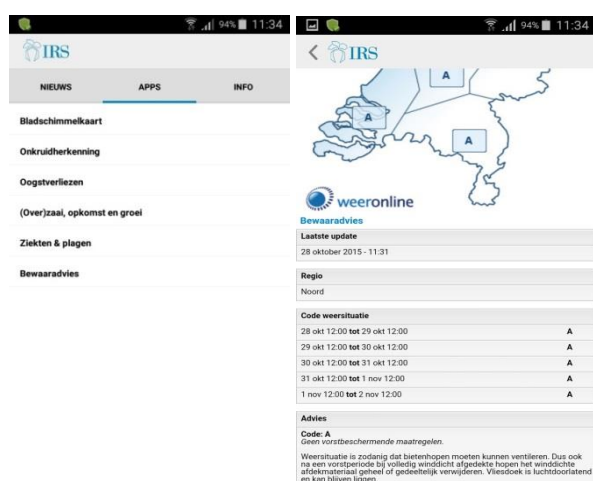 94% 11:34
IRS
NIEUWS APPS INFO
Bladschimmelkaart
Onkruidherkenning
Oogstverliezen
(Over)zaai, opkomst en groei
Ziekten & plagen
Bewaaradvies
94% 11:34
IRS
A
A
A
weeronline
Bewaaradvies
Laatste update
28 oktober 2015 - 11:31
Regio
Noord
Code weersituatie
28 okt 12:00 tot 29 okt 12:00 A
29 okt 12:00 tot 30 okt 12:00 A
30 okt 12:00 tot 31 okt 12:00 A
31 okt 12:00 tot 1 nov 12:00 A
1 nov 12:00 tot 2 nov 12:00 A
Advies
Code: A
Geen vorstbeschermende maatregelen.
Weersituatie is zodanig dat bietenhopen moeten kunnen ventileren. Dus ook
na een vorstperiode bij volledig winddicht afgedekte hopen het winddichte
afdekmateriaal geheel of gedeeltelijk verwijderen. Vliesdoek is luchtdoorlatend
en kan blijven liggen.